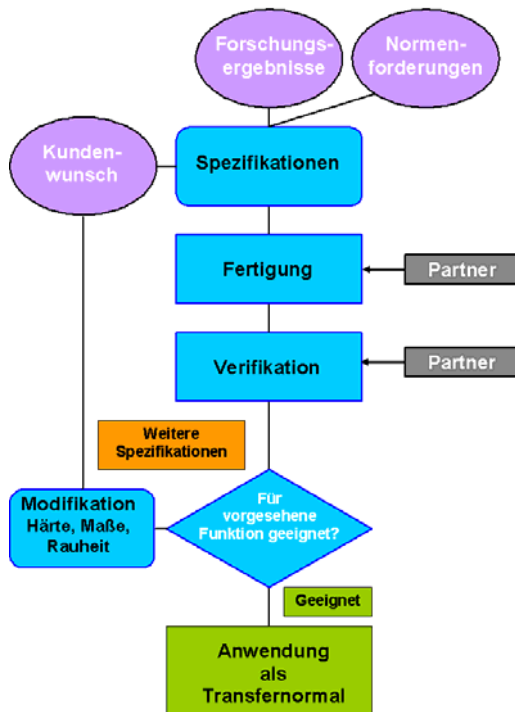 Forschungs-
ergebnisse
Normen-
forderungen
Kunden-
wunsch
Spezifikationen
Fertigung
Partner
Verifikation
Partner
Weitere
Spezifikationen
Modifikation
Härte, Maße,
Rauheit
Für
vorgesehene
Funktion geeignet?
Geeignet
Anwendung
als
Transfernormal